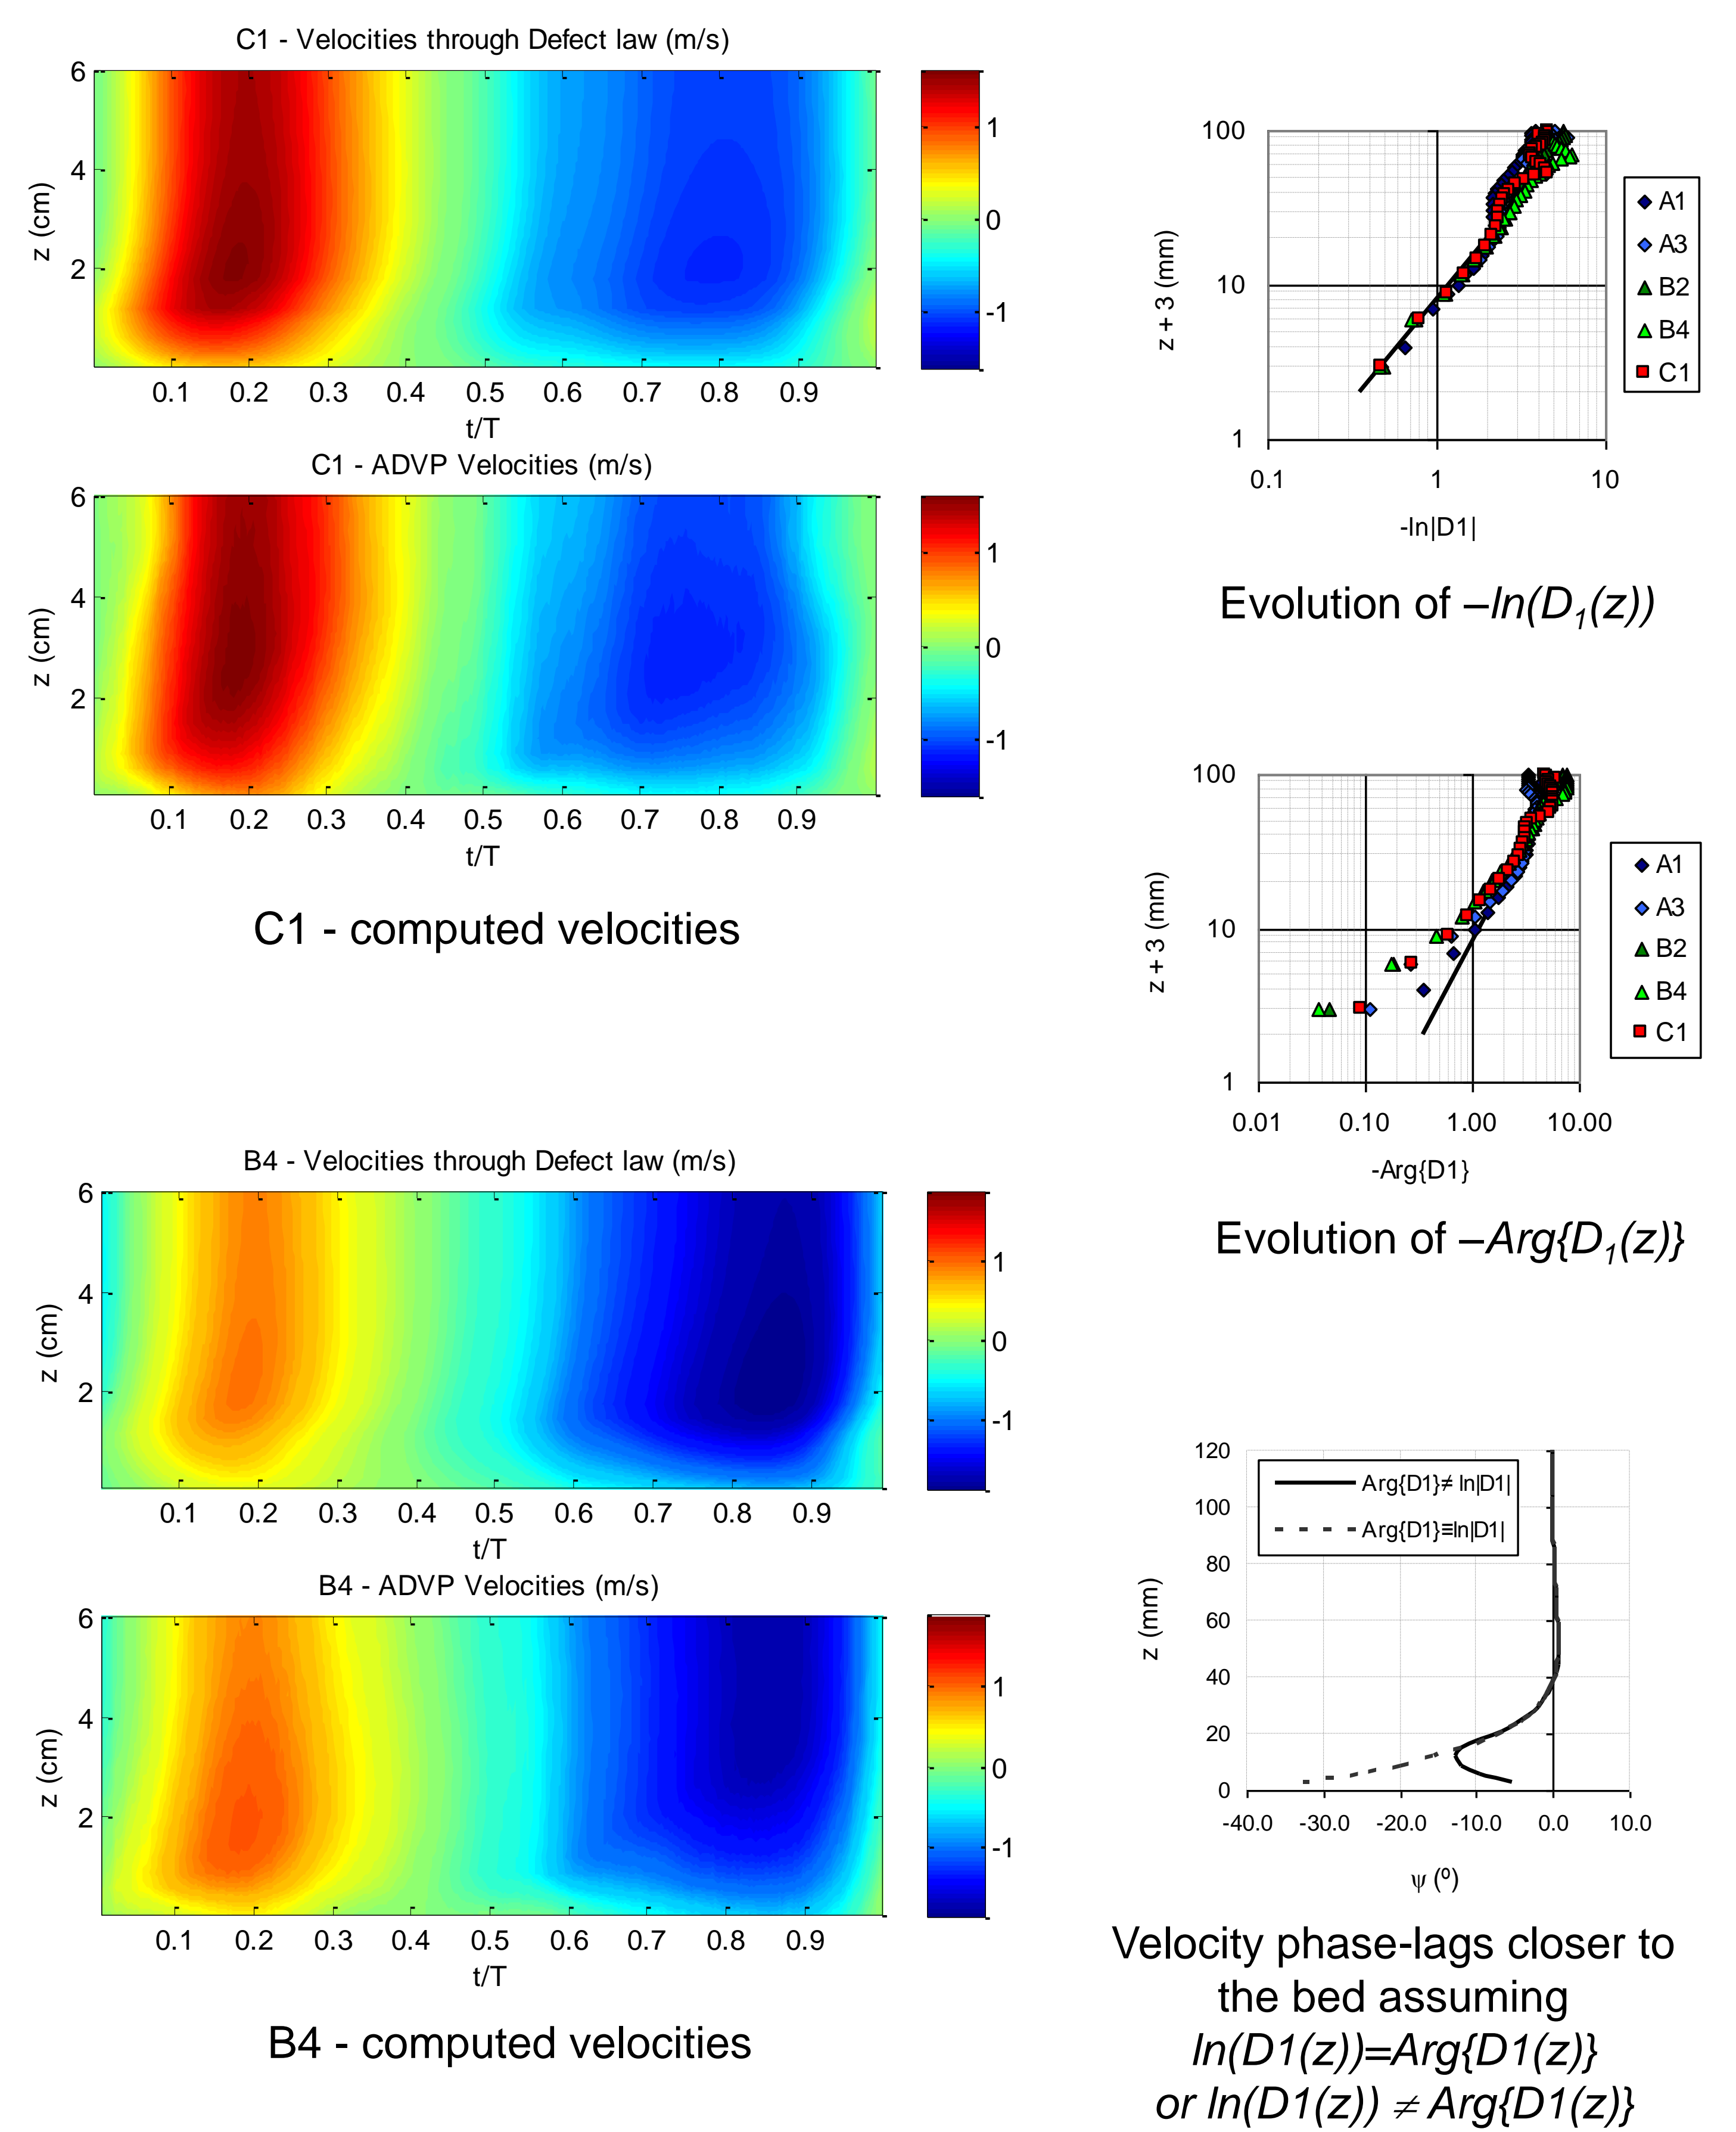 C1 - Velocities through Defect law (m/s)
6
4
2
z (cm)
0.1 0.2 0.3 0.4 0.5 0.6 0.7 0.8 0.9
t/T
1
0
-1
C1 - ADVP Velocities (m/s)
6
4
2
z (cm)
0.1 0.2 0.3 0.4 0.5 0.6 0.7 0.8 0.9
t/T
1
0
-1
C1 - computed velocities
B4 - Velocities through Defect law (m/s)
6
4
2
z (cm)
0.1 0.2 0.3 0.4 0.5 0.6 0.7 0.8 0.9
t/T
1
0
-1
B4 - ADVP Velocities (m/s)
6
4
2
z (cm)
0.1 0.2 0.3 0.4 0.5 0.6 0.7 0.8 0.9
t/T
1
0
-1
B4 - computed velocities
100
10
1
z + 3 (mm)
0.1 1 10
-ln|D1|
A1
A3
B2
B4
C1
Evolution of –ln(D1(z))
100
10
1
z + 3 (mm)
0.01 0.10 1.00 10.00
-Arg{D1}
A1
A3
B2
B4
C1
Evolution of –Arg{D1(z)}
120
100
80
60
40
20
0
z (mm)
Arg{D1}≠ ln|D1|
Arg{D1}≡ln|D1|
-40.0 -30.0 -20.0 -10.0 0.0 10.0
ψ (º)
Velocity phase-lags closer to
the bed assuming
ln(D1(z))=Arg{D1(z)}
or ln(D1(z)) ≠ Arg{D1(z)}